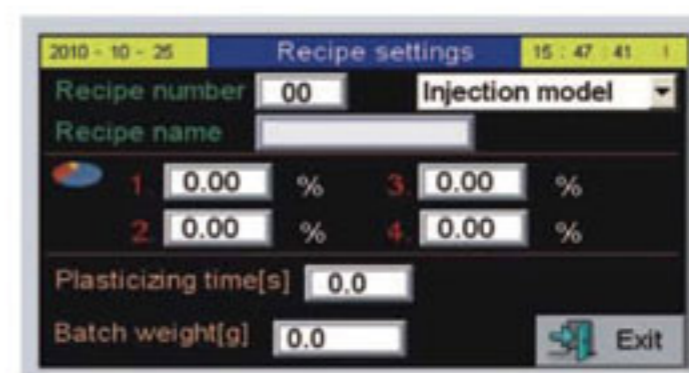 2010 - 10 - 25 Recipe settings 15 : 47 : 41
Recipe number 00 Injection model
Recipe name
1. 0.00 % 3. 0.00 %
2. 0.00 % 4. 0.00 %
Plasticizing time[s] 0.0
Batch weight[g] 0.0
Exit